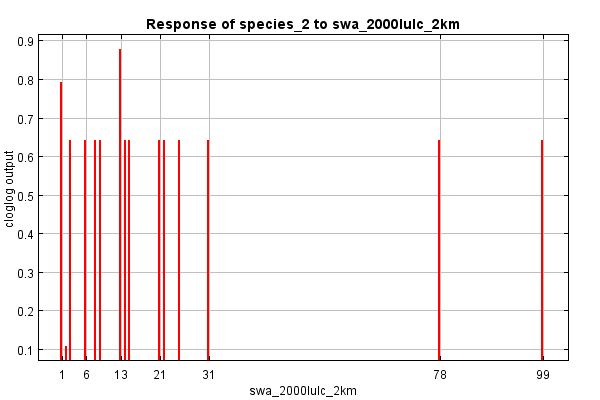 Response of species_2 to swa_2000lulc_2km
cloglog output
0.9
0.8
0.7
0.6
0.5
0.4
0.3
0.2
0.1
1 6 13 21 31 78 99
swa_2000lulc_2km